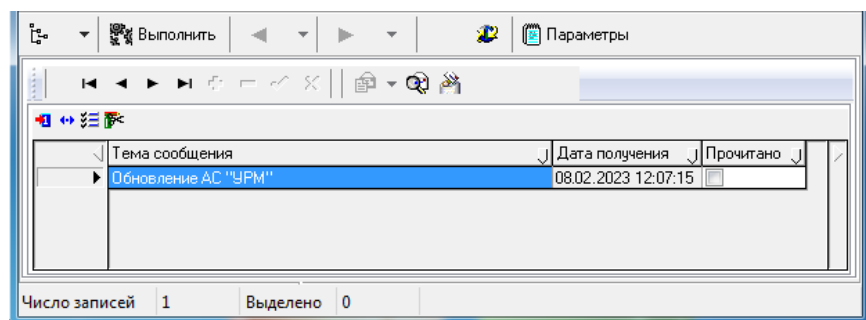 Выполнить Параметры
Тема сообщения Дата получения Прочитано
Обновление АС "УРМ" 08.02.2023 12:07:15
Число записей 1 Выделено 0